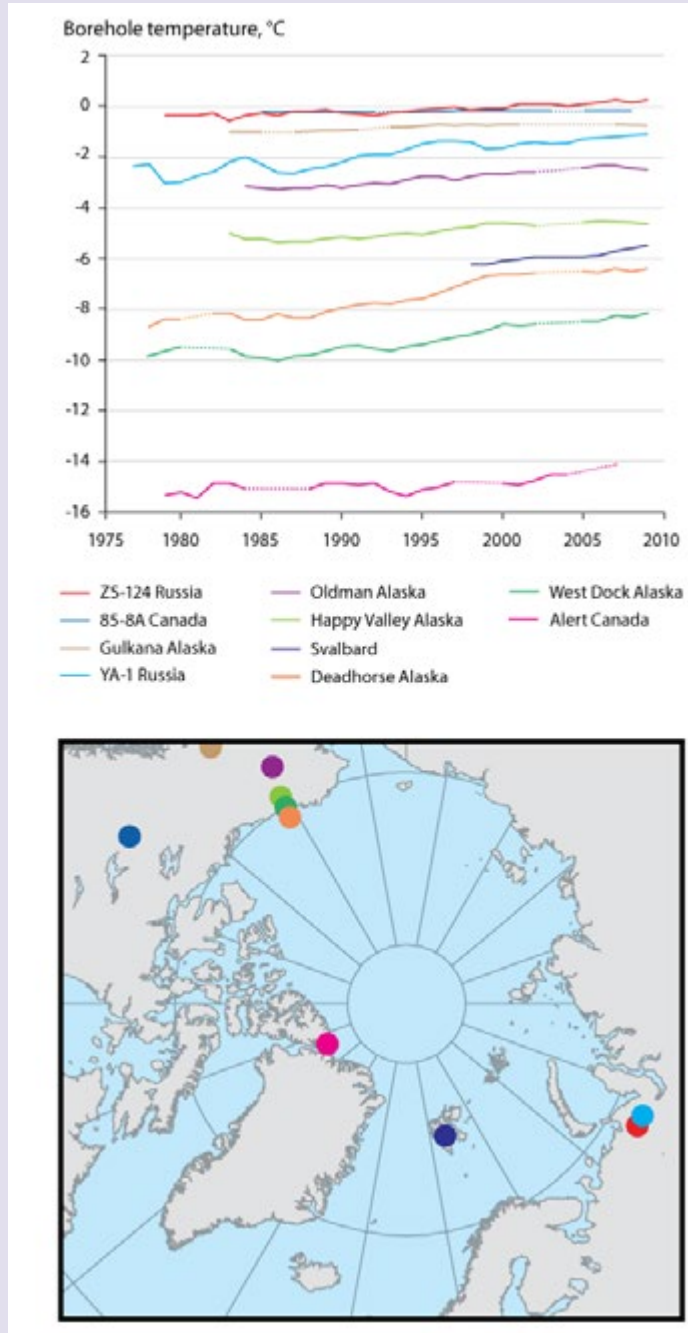 Borehole temperature, °C
2
0
-2
-4
-6
-8
-10
-12
-14
-16
1975 1980 1985 1990 1995 2000 2005 2010
ZS-124 Russia Oldman Alaska West Dock Alaska
85-8A Canada Happy Valley Alaska Alert Canada
Gulkana Alaska Svalbard
YA-1 Russia Deadhorse Alaska